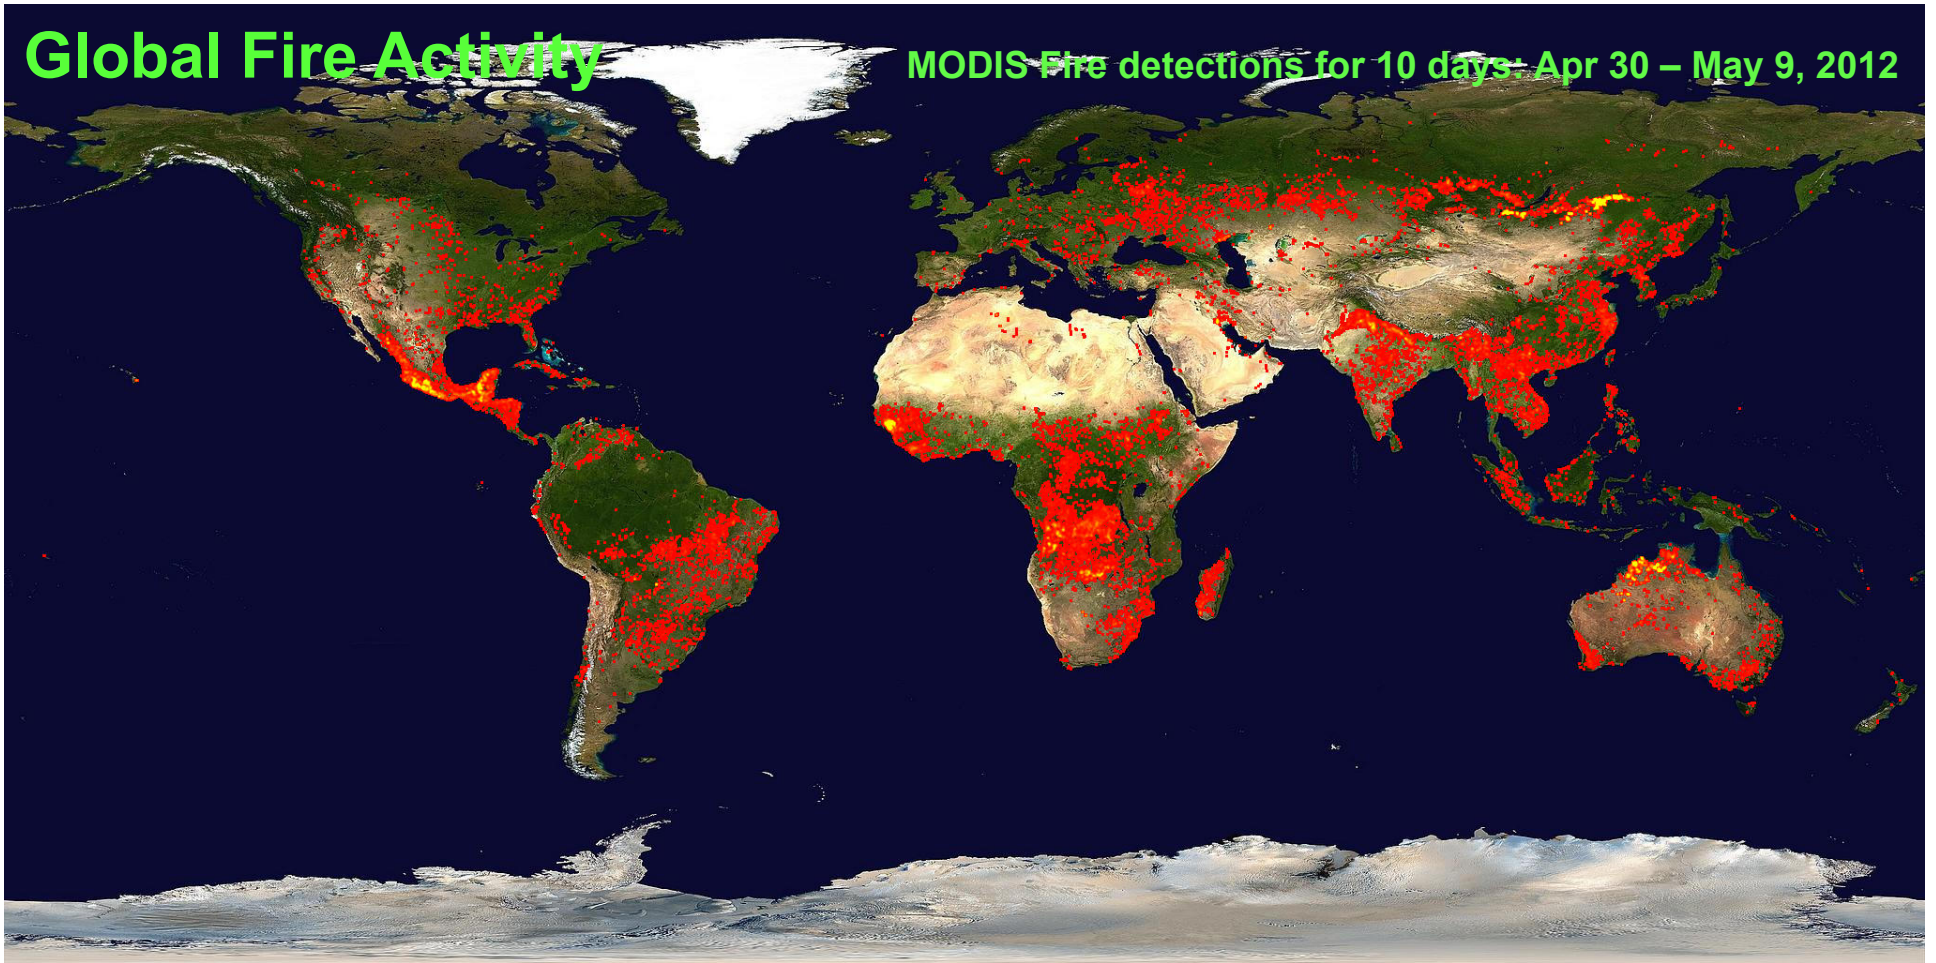 Global Fire Activity
MODIS Fire detections for 10 days: Apr 30 – May 9, 2012